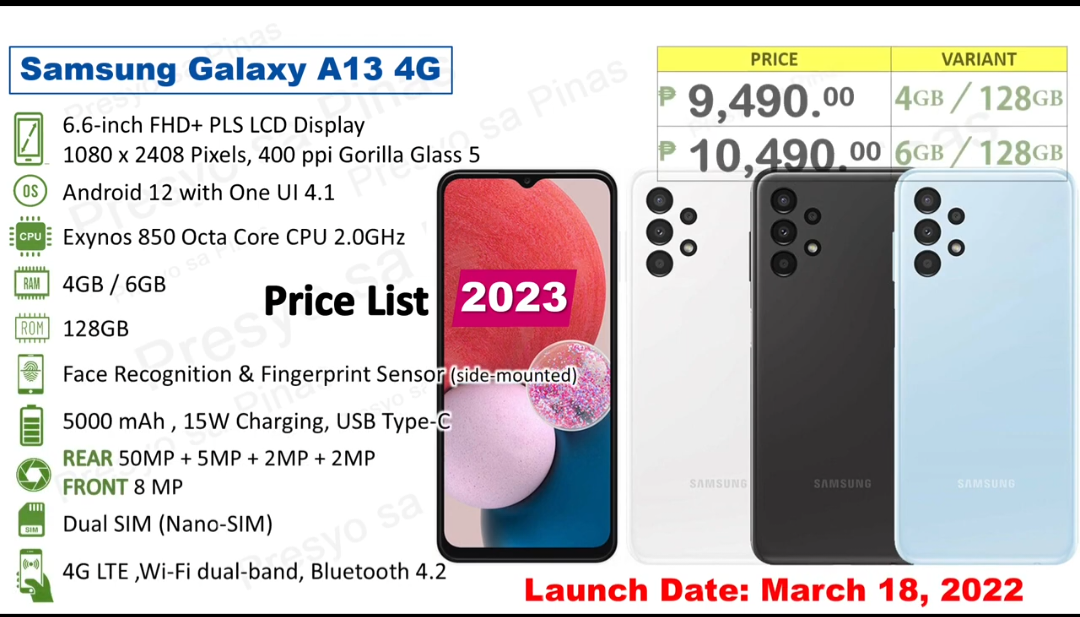 Samsung Galaxy A13 4G
6.6-inch FHD+ PLS LCD Display
1080 x 2408 Pixels, 400 ppi Gorilla Glass 5
OS
Android 12 with One UI 4.1
CPU
Exynos 850 Octa Core CPU 2.0GHz
RAM
4GB / 6GB
ROM
128GB
Face Recognition & Fingerprint Sensor (side-mounted)
5000 mAh , 15W Charging, USB Type-C
REAR 50MP + 5MP + 2MP + 2MP
FRONT 8 MP
SIM
Dual SIM (Nano-SIM)
4G LTE ,Wi-Fi dual-band, Bluetooth 4.2
Price List 2023
PRICE VARIANT
₱ 9,490.00 4GB / 128GB
₱ 10,490.00 6GB / 128GB
SAMSUNG SAMSUNG SAMSUNG
Launch Date: March 18, 2022
Presyo sa Pinas